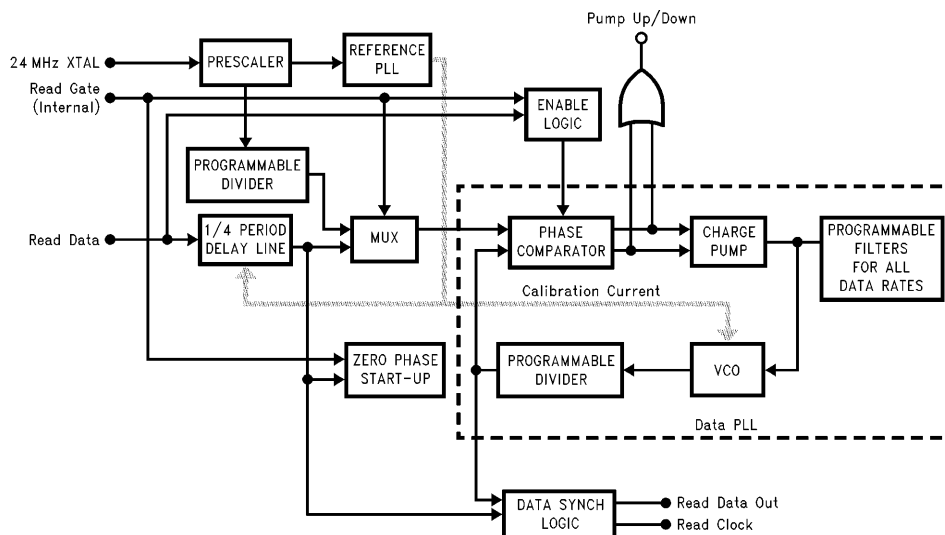 Pump Up/Down
24 MHz XTAL
PRESCALER
REFERENCE
PLL
Read Gate
(Internal)
ENABLE
LOGIC
PROGRAMMABLE
DIVIDER
Read Data
1/4 PERIOD
DELAY LINE
MUX
PHASE
COMPARATOR
CHARGE
PUMP
PROGRAMMABLE
FILTERS
FOR ALL
DATA RATES
Calibration Current
ZERO PHASE
START-UP
PROGRAMMABLE
DIVIDER
VCO
Data PLL
DATA SYNCH
LOGIC
Read Data Out
Read Clock